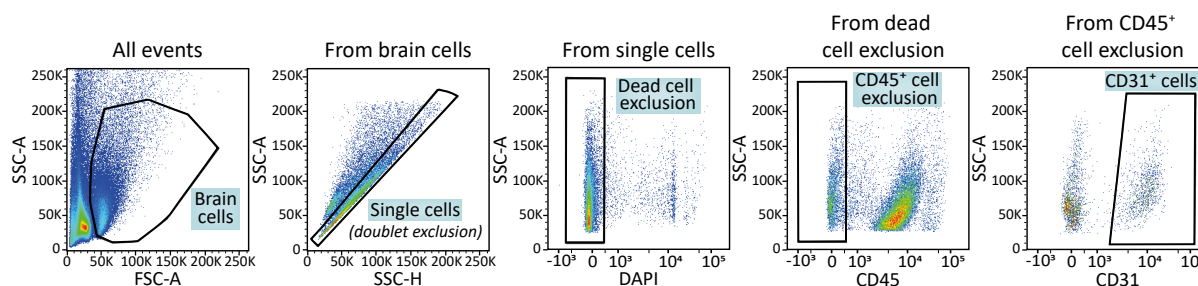 All events
250K
200K
150K
100K
50K
0
SSC-A
Brain
cells
0 50K 100K 150K 200K 250K
FSC-A
From brain cells
250K
200K
150K
100K
50K
0
SSC-A
Single cells
(doublet exclusion)
0 50K 100K 150K 200K 250K
SSC-H
From single cells
250K
200K
150K
100K
50K
0
SSC-A
Dead cell
exclusion
-10³ 0 10³ 10⁴ 10⁵
DAPI
From dead
cell exclusion
250K
200K
150K
100K
50K
0
SSC-A
CD45⁺ cell
exclusion
-10³ 0 10³ 10⁴ 10⁵
CD45
From CD45⁺
cell exclusion
250K
200K
150K
100K
50K
0
SSC-A
CD31⁺ cells
-10³ 0 10³ 10⁴ 10⁵
CD31